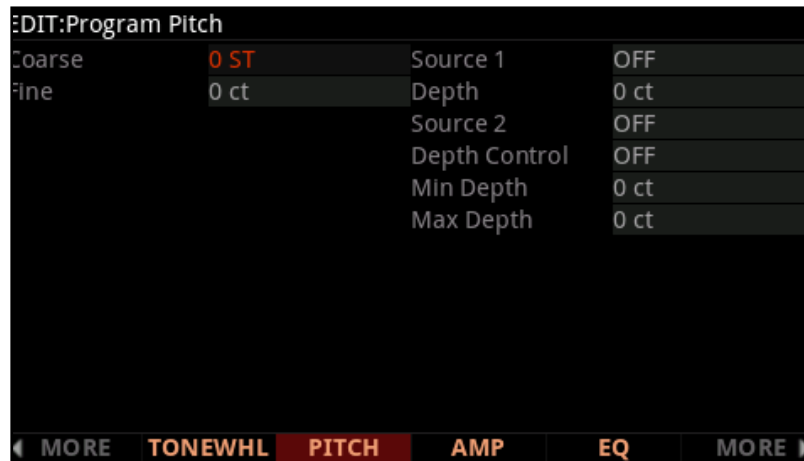 EDIT:Program Pitch
Coarse 0 ST Source 1 OFF
Fine 0 ct Depth 0 ct
Source 2 OFF
Depth Control OFF
Min Depth 0 ct
Max Depth 0 ct
MORE TONEWHL PITCH AMP EQ MORE